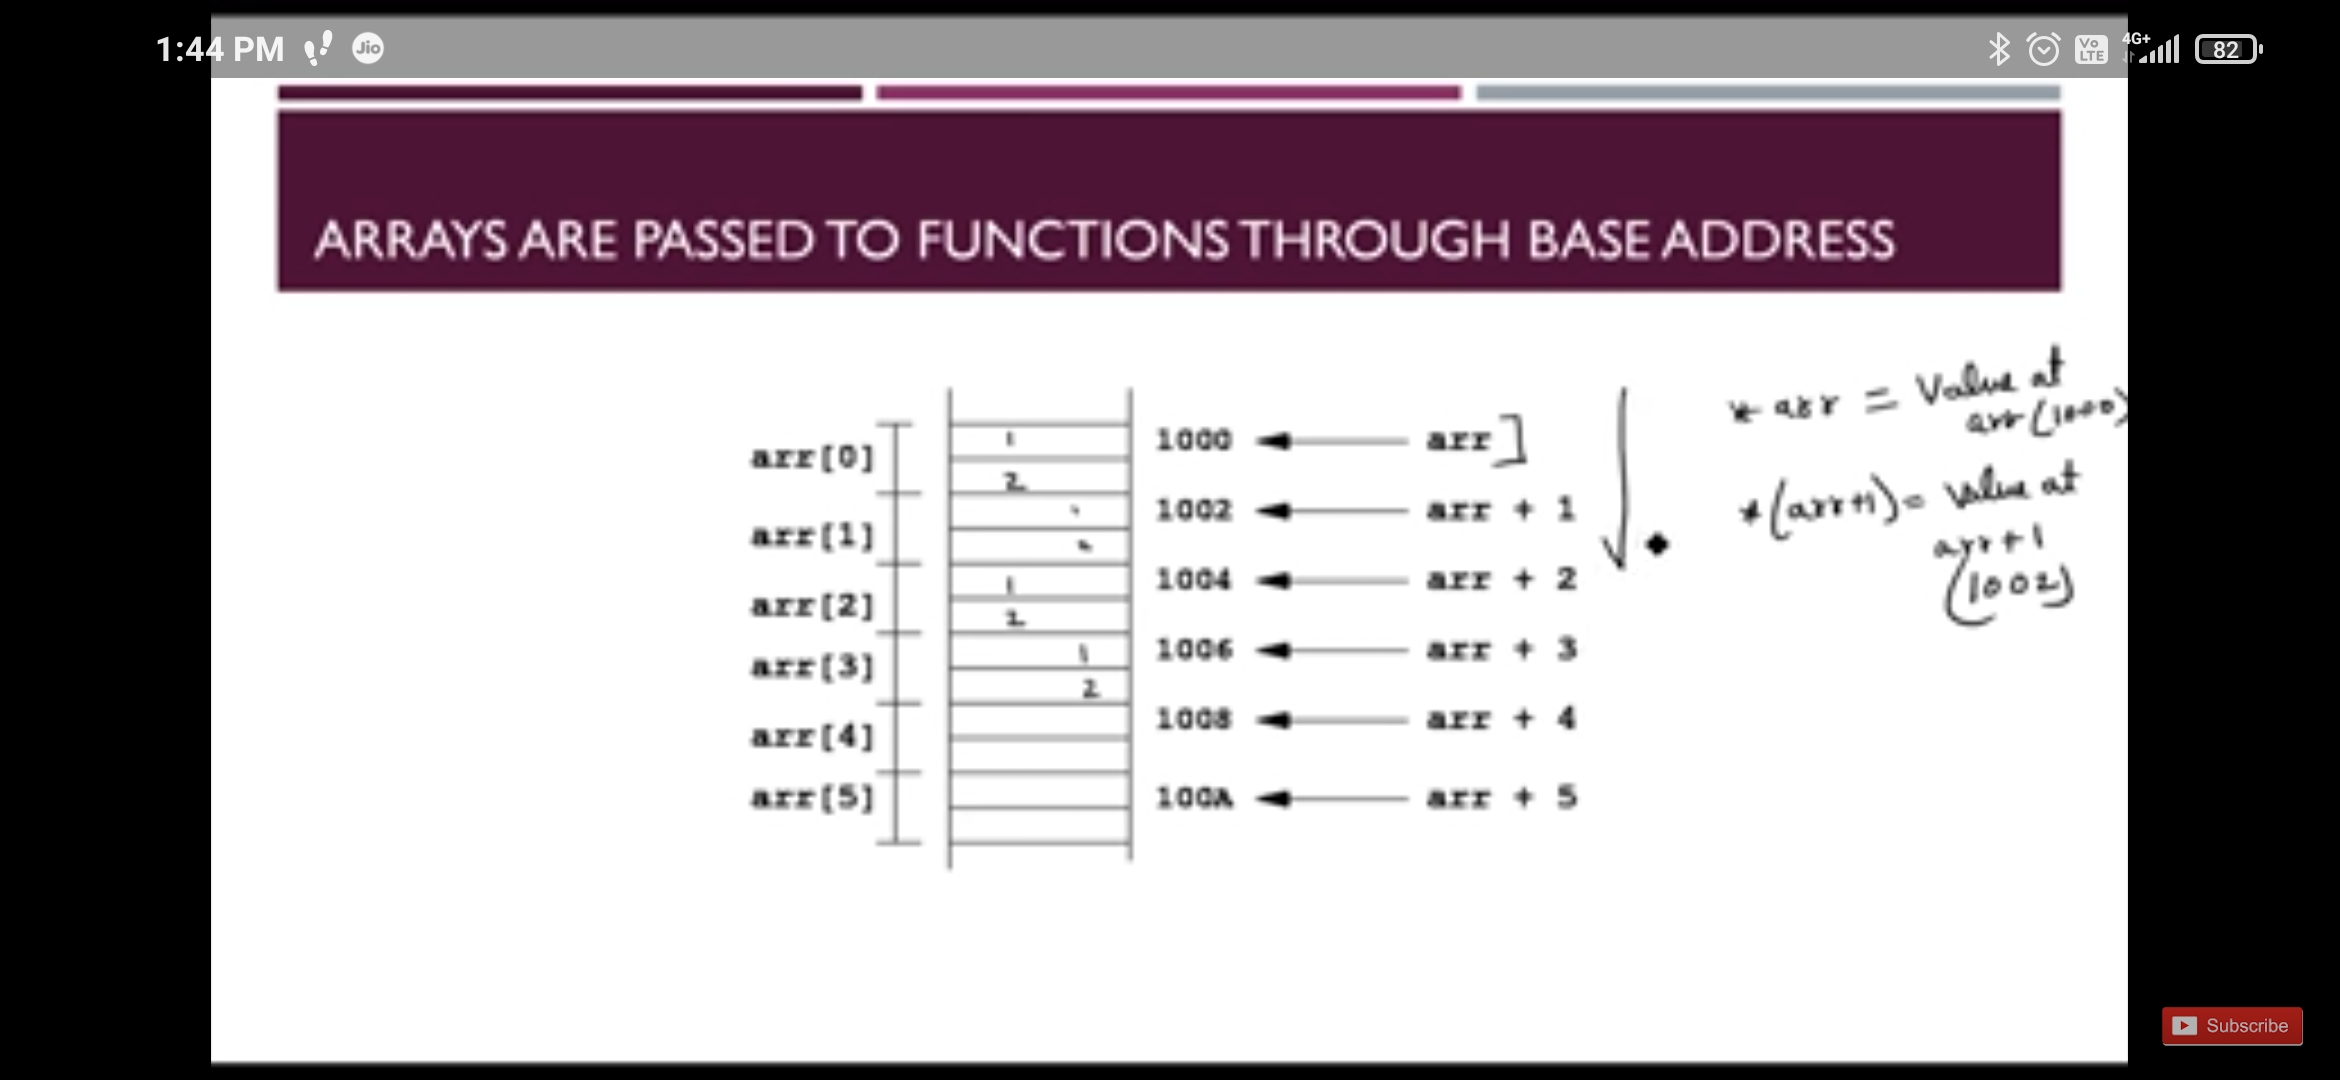 1:44 PM Jio Vo LTE 4G+ 82
ARRAYS ARE PASSED TO FUNCTIONS THROUGH BASE ADDRESS
* arr = Value at
arr (1000)
arr[0] 1 1000 arr]
2
*(arr+1) = Value at
arr+1
(1002)
arr[1] 1002 arr + 1
arr[2] 1 1004 arr + 2
2
arr[3] 1 1006 arr + 3
2
arr[4] 1008 arr + 4
arr[5] 100A arr + 5
Subscribe